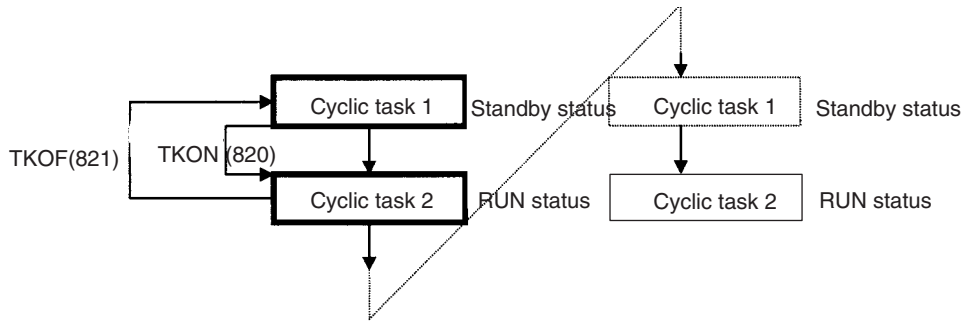 Cyclic task 1
Standby status
TKOF(821)
TKON (820)
Cyclic task 2
RUN status
Cyclic task 1
Standby status
Cyclic task 2
RUN status